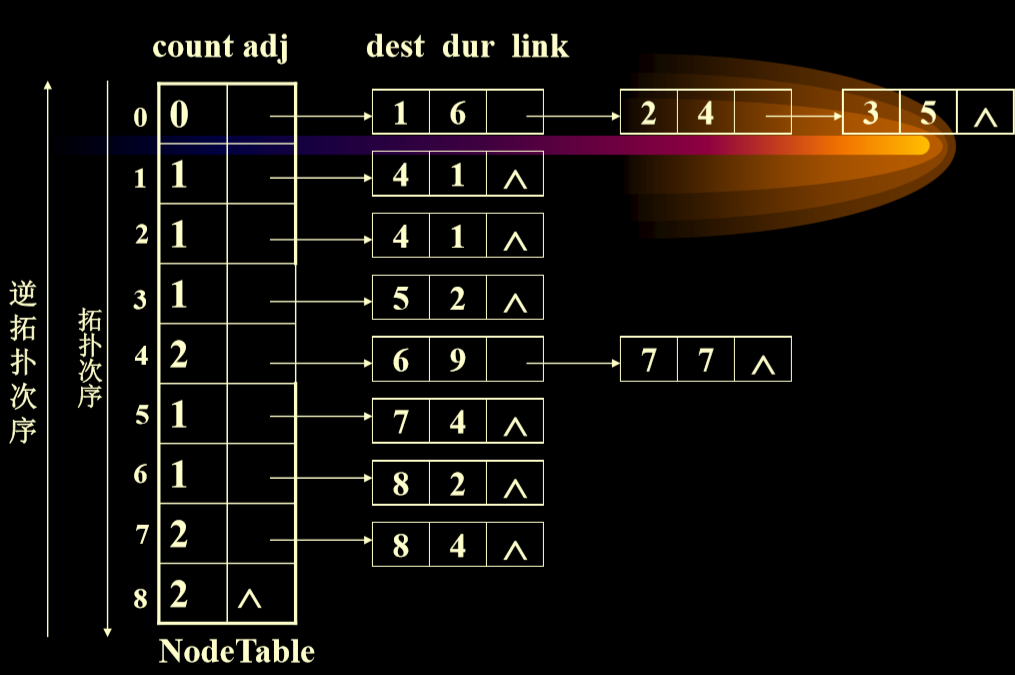 count adj dest dur link
0 0 1 6 2 4 3 5 ∧
1 1 4 1 ∧
2 1 4 1 ∧
3 1 5 2 ∧
4 2 6 9 7 7 ∧
5 1 7 4 ∧
6 1 8 2 ∧
7 2 8 4 ∧
8 2 ∧
NodeTable
逆拓扑次序
拓扑次序